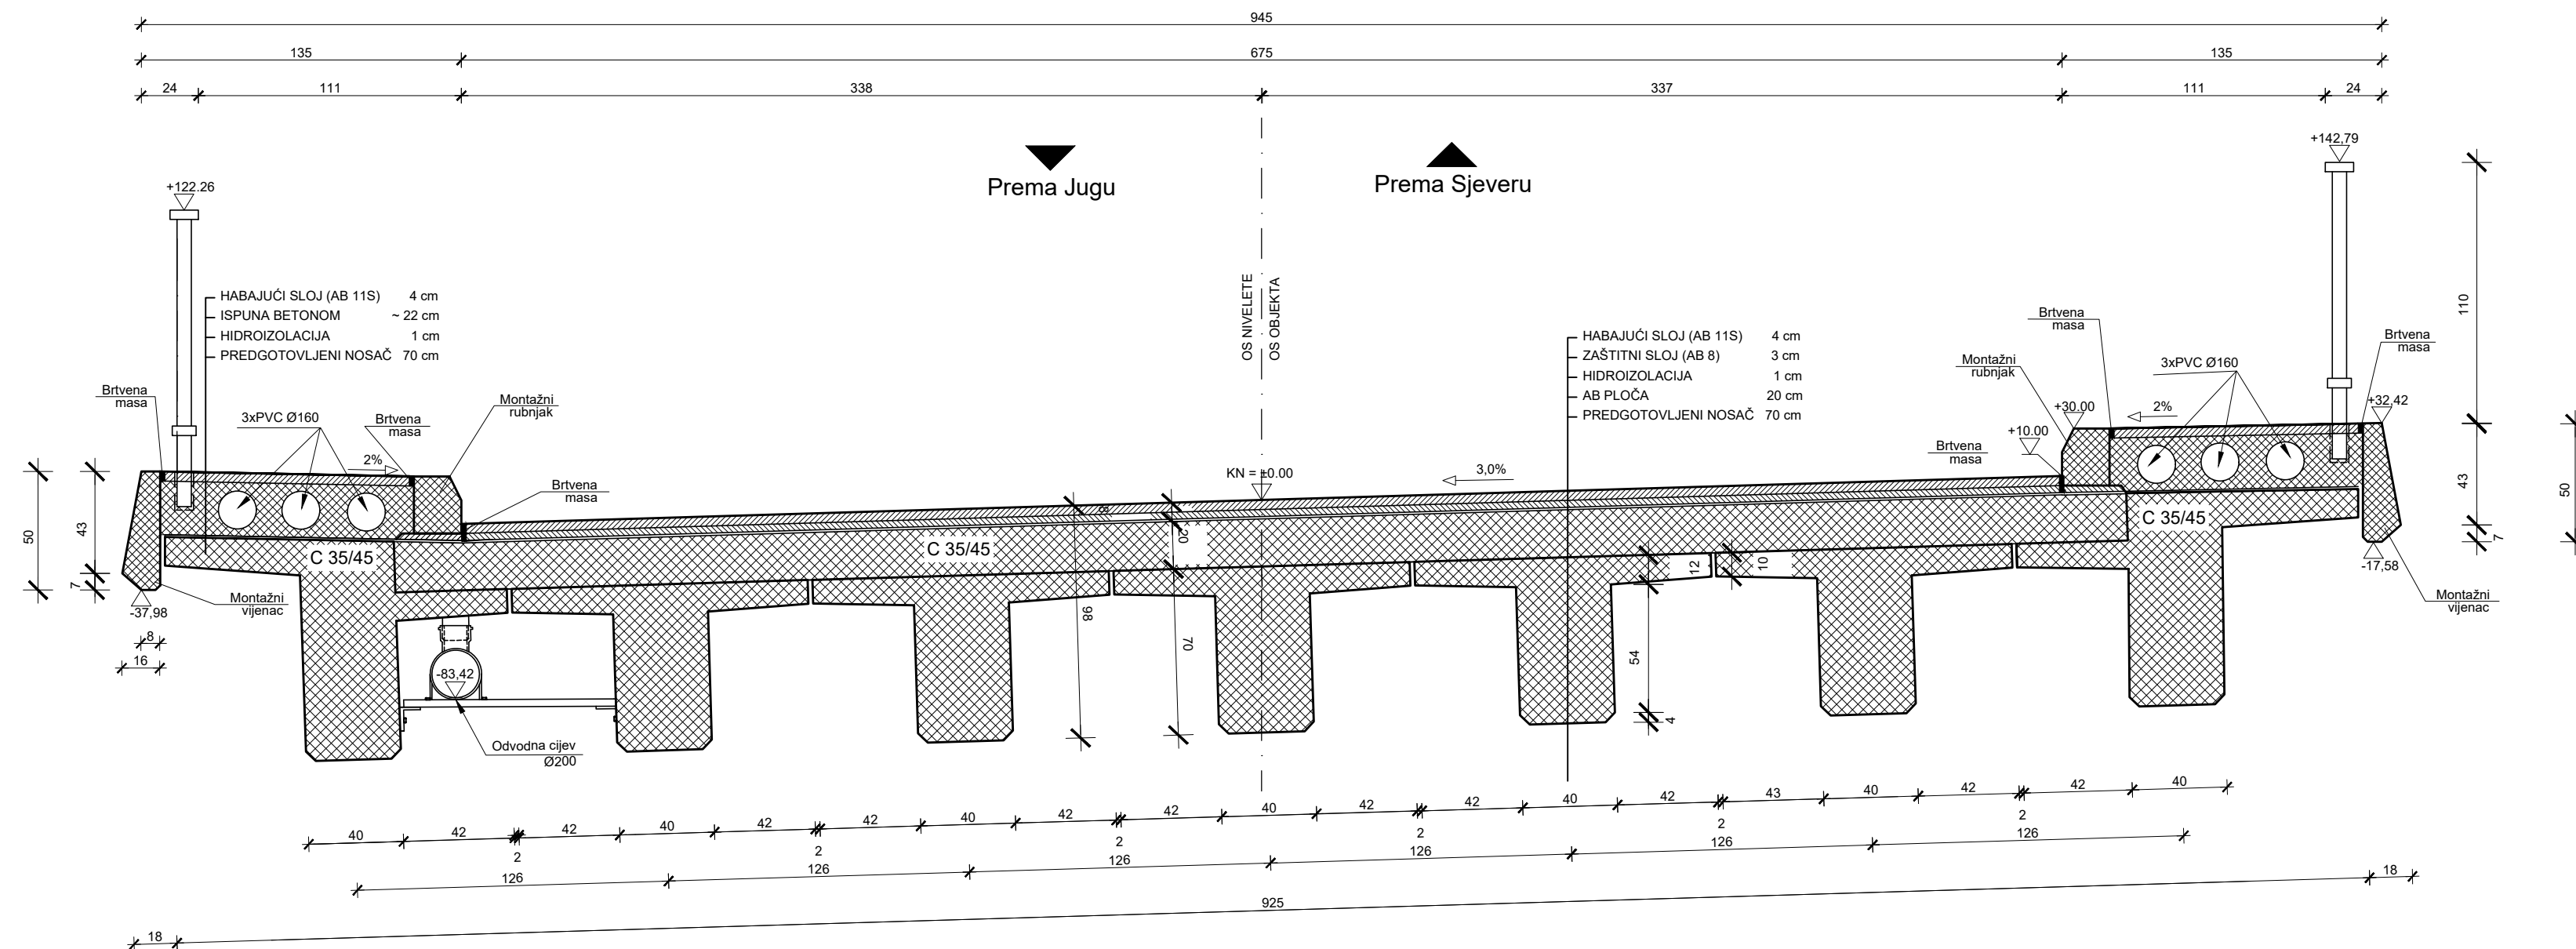 945
135 675 135
24 111 338 337 111 24
+142,79
Prema Jugu
Prema Sjeveru
+122.26
OS NIVELETE
OS OBJEKTA
HABAJUĆI SLOJ (AB 11S) 4 cm
ISPUNA BETONOM ~ 22 cm
HIDROIZOLACIJA 1 cm
PREDGOTOVLJENI NOSAČ 70 cm
HABAJUĆI SLOJ (AB 11S) 4 cm
ZAŠTITNI SLOJ (AB 8) 3 cm
HIDROIZOLACIJA 1 cm
AB PLOČA 20 cm
PREDGOTOVLJENI NOSAČ 70 cm
Brtvena
masa
3xPVC Ø160
Brtvena
masa
Montažni
rubnjak
2%
Brtvena
masa
Brtvena
masa
Montažni
rubnjak
Brtvena
masa
3xPVC Ø160
Brtvena
masa
+30.00
2%
+32,42
+10.00
110
43
7
50
50
43
7
KN = ±0.00
3,0%
C 35/45
C 35/45
C 35/45
8
20
98
70
12
10
54
4
-37,98
Montažni
vijenac
8
16
-83,42
Odvodna cijev
Ø200
-17,58
Montažni
vijenac
40 42 42 40 42 42 40 42 42 40 42 42 40 42 43 40 42 42 40
2 2 2 2 2 2
126 126 126 126 126 126
18 925 18